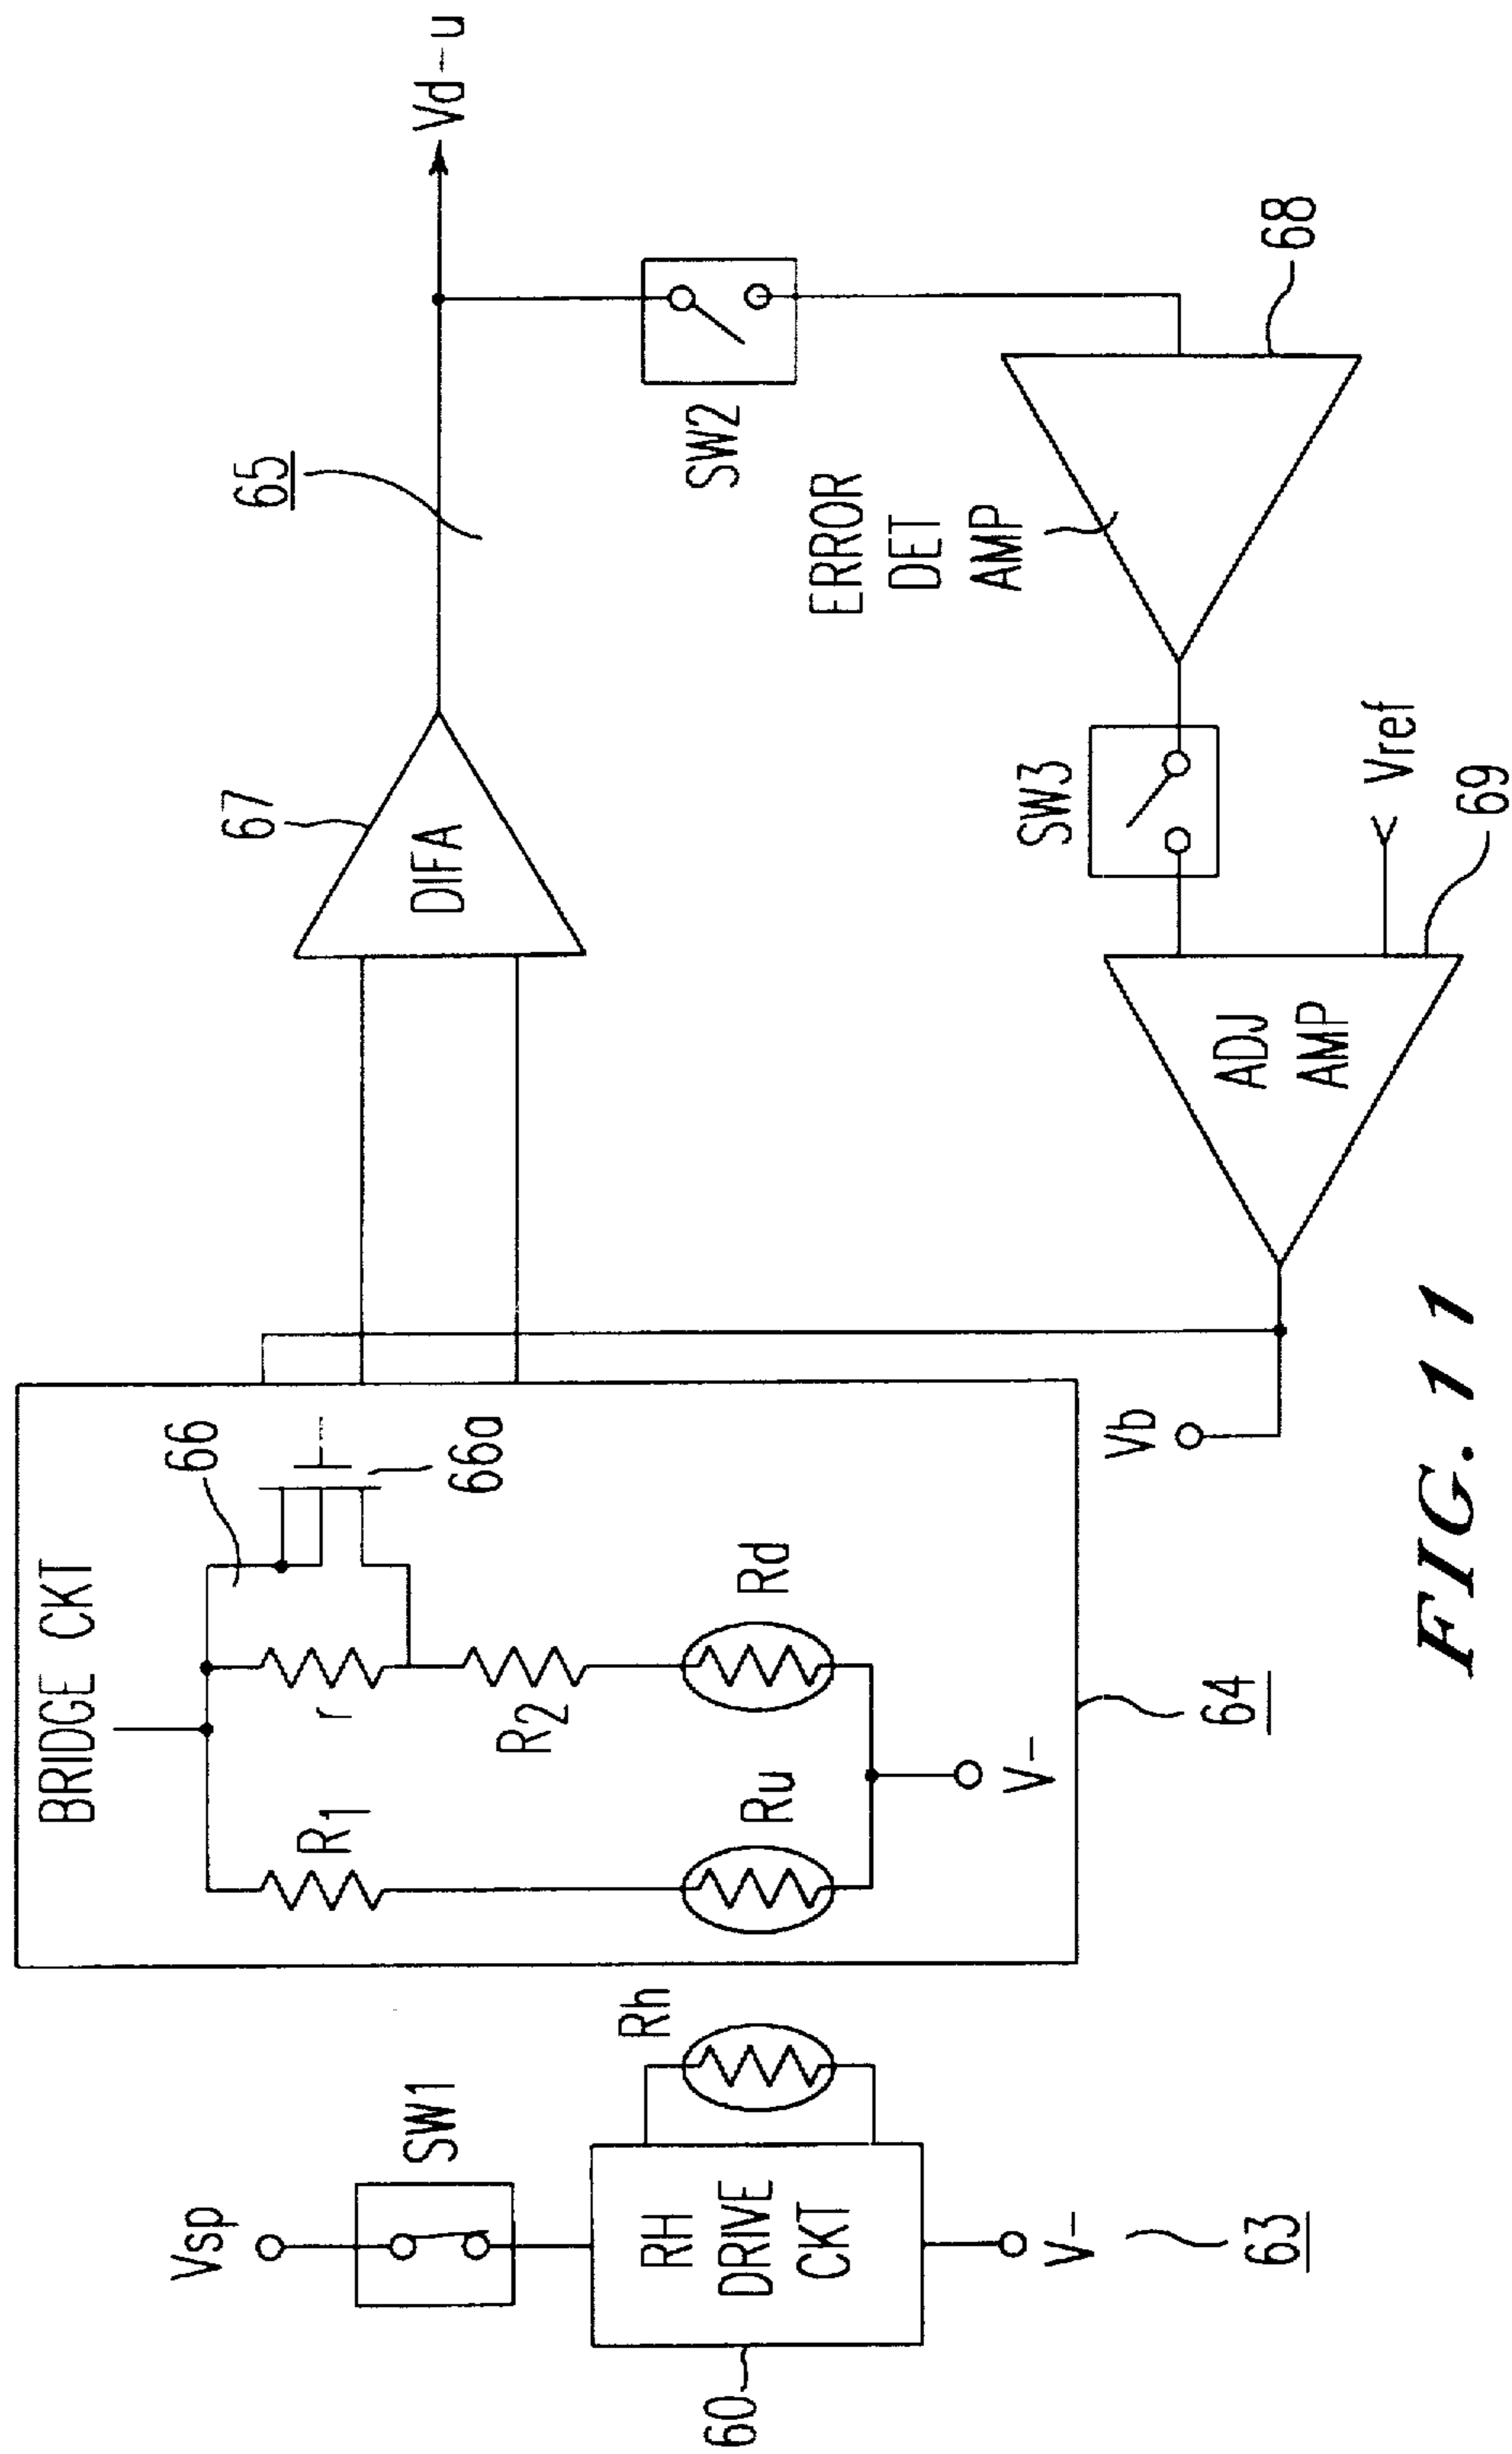 Vsp
SW1
RH
DRIVE
CKT
60
V-
63
Rh
BRIDGE CKT
R1
r
R2
Ru
Rd
V-
64
66
66a
Vb
67
DIFA
65
Vd-u
SW2
ERROR
DET
AMP
68
SW3
Vref
ADJ
AMP
69
FIG. 11